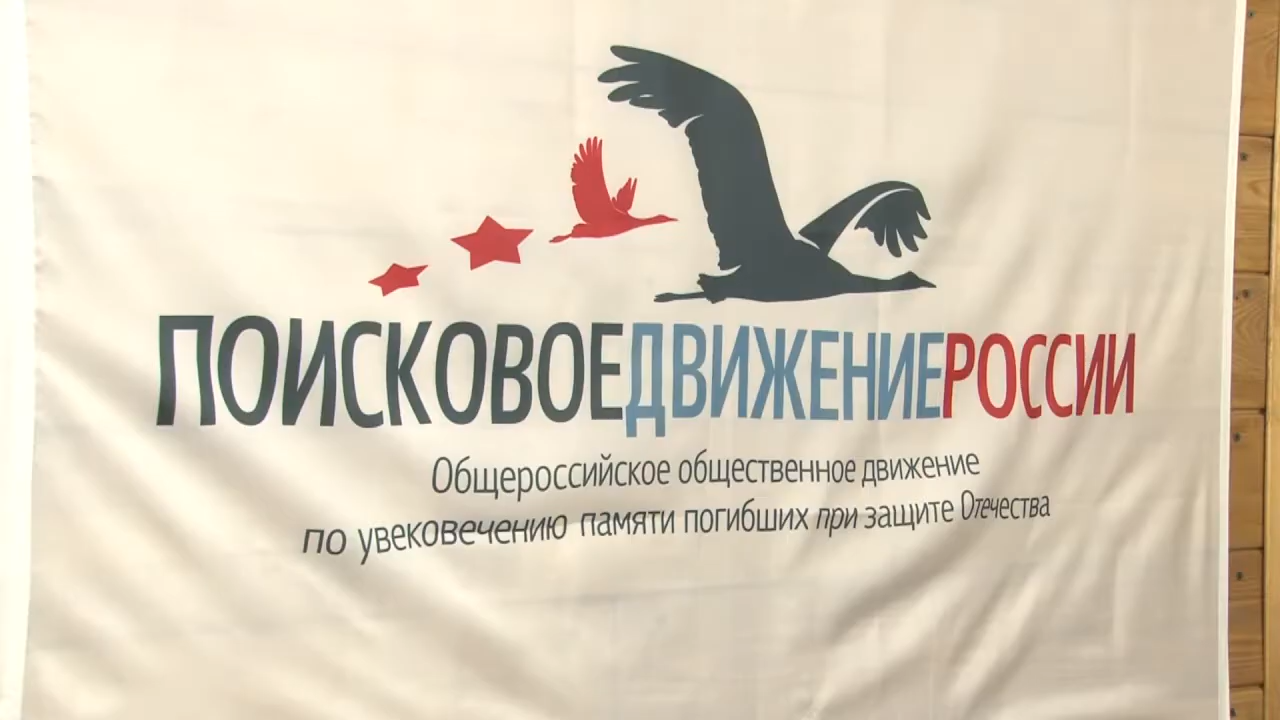 ПОИСКОВОЕДВИЖЕНИЕРОССИИ
Общероссийское общественное движение
по увековечению памяти погибших при защите Отечества